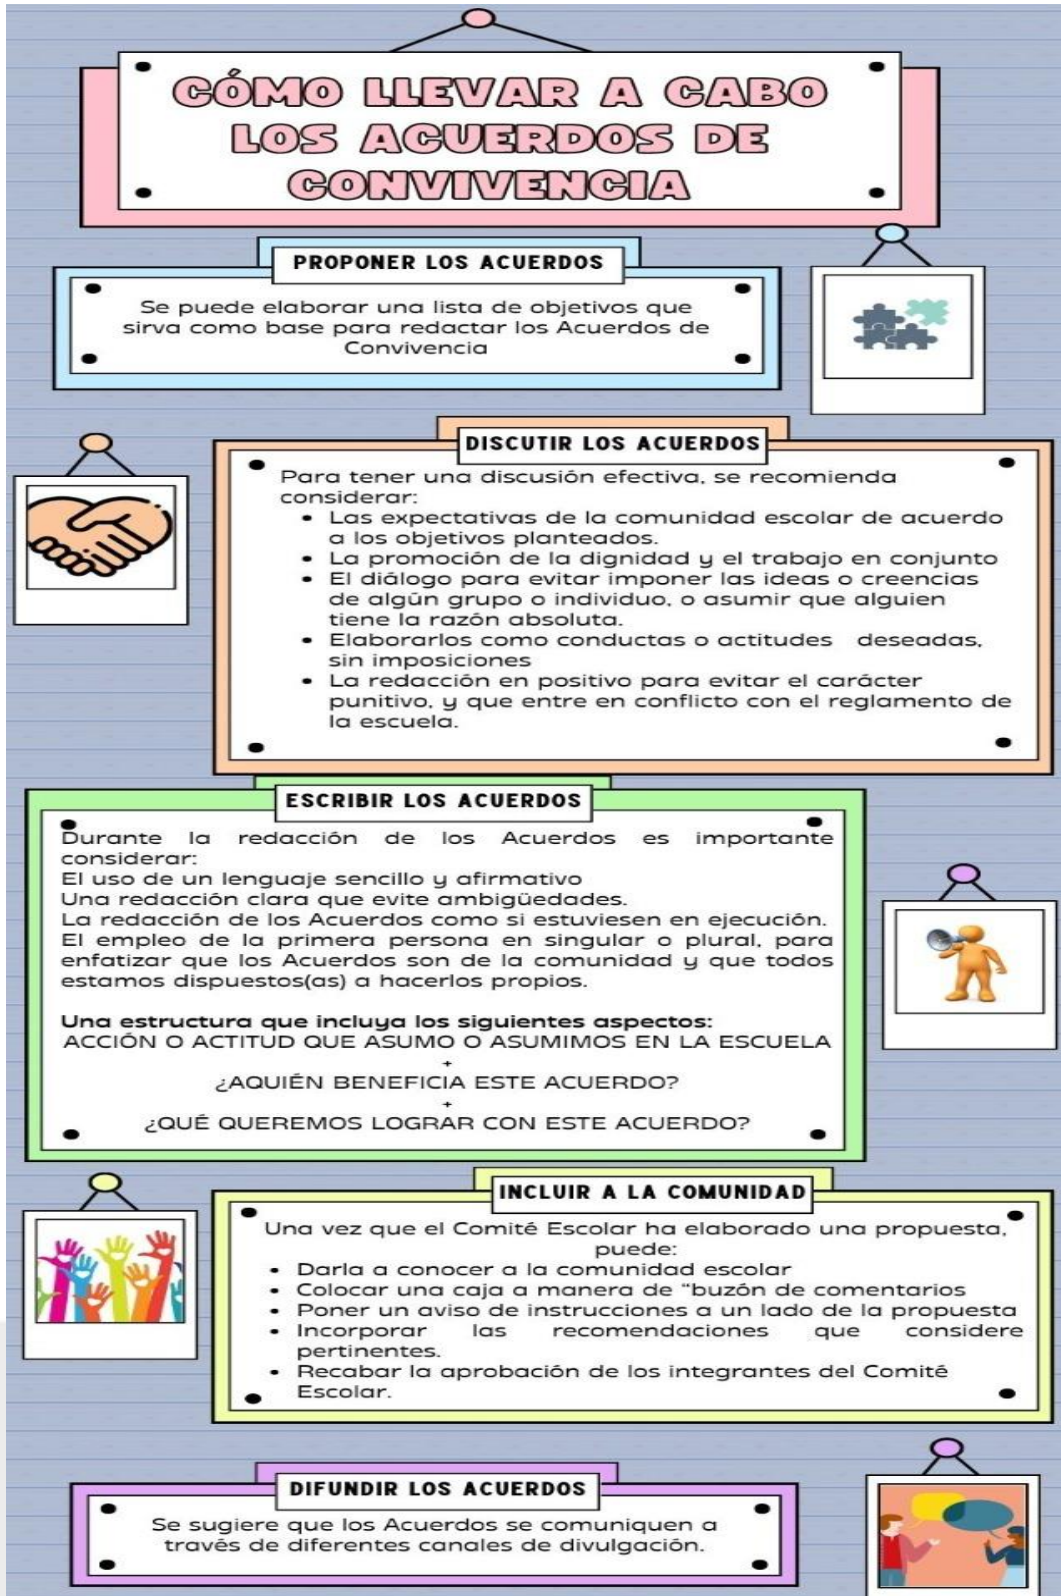 CÓMO LLEVAR A CABO
LOS ACUERDOS DE
CONVIVENCIA
PROPONER LOS ACUERDOS
Se puede elaborar una lista de objetivos que
sirva como base para redactar los Acuerdos de
Convivencia
DISCUTIR LOS ACUERDOS
Para tener una discusión efectiva, se recomienda
considerar:
• Las expectativas de la comunidad escolar de acuerdo
a los objetivos planteados.
• La promoción de la dignidad y el trabajo en conjunto
• El diálogo para evitar imponer las ideas o creencias
de algún grupo o individuo, o asumir que alguien
tiene la razón absoluta.
• Elaborarlos como conductas o actitudes deseadas,
sin imposiciones
• La redacción en positivo para evitar el carácter
punitivo, y que entre en conflicto con el reglamento de
la escuela.
ESCRIBIR LOS ACUERDOS
Durante la redacción de los Acuerdos es importante
considerar:
El uso de un lenguaje sencillo y afirmativo
Una redacción clara que evite ambigüedades.
La redacción de los Acuerdos como si estuviesen en ejecución.
El empleo de la primera persona en singular o plural, para
enfatizar que los Acuerdos son de la comunidad y que todos
estamos dispuestos(as) a hacerlos propios.
Una estructura que incluya los siguientes aspectos:
ACCIÓN O ACTITUD QUE ASUMO O ASUMIMOS EN LA ESCUELA
+
¿AQUIÉN BENEFICIA ESTE ACUERDO?
+
¿QUÉ QUEREMOS LOGRAR CON ESTE ACUERDO?
INCLUIR A LA COMUNIDAD
Una vez que el Comité Escolar ha elaborado una propuesta,
puede:
• Darla a conocer a la comunidad escolar
• Colocar una caja a manera de “buzón de comentarios
• Poner un aviso de instrucciones a un lado de la propuesta
• Incorporar las recomendaciones que considere
pertinentes.
• Recabar la aprobación de los integrantes del Comité
Escolar.
DIFUNDIR LOS ACUERDOS
Se sugiere que los Acuerdos se comuniquen a
través de diferentes canales de divulgación.